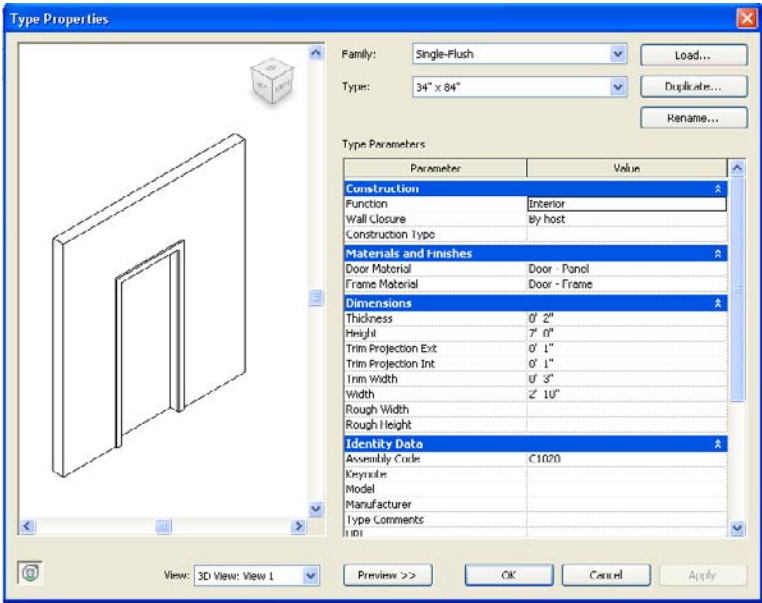 Type Properties
Family: Single-Flush Load...
Type: 34" x 84" Duplicate...
Rename...
Type Parameters
Parameter Value
Construction
Function Interior
Wall Closure By host
Construction Type
Materials and Finishes
Door Material Door - Panel
Frame Material Door - Frame
Dimensions
Thickness 0' 2"
Height 7' 0"
Trim Projection Ext 0' 1"
Trim Projection Int 0' 1"
Trim Width 0' 3"
Width 2' 10"
Rough Width
Rough Height
Identity Data
Assembly Code C1020
Keynote
Model
Manufacturer
Type Comments
URL
View: 3D View: View 1 Preview >> OK Cancel Apply